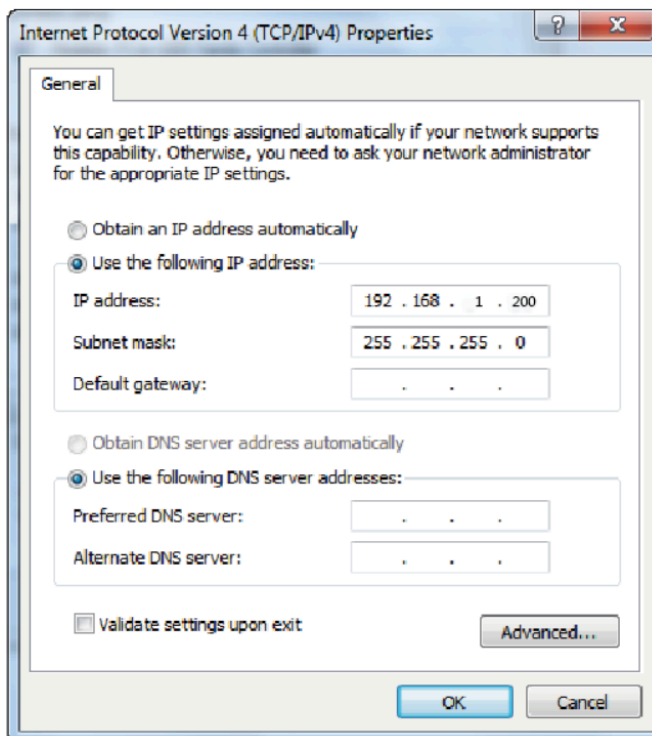 Internet Protocol Version 4 (TCP/IPv4) Properties
?
X
General
You can get IP settings assigned automatically if your network supports
this capability. Otherwise, you need to ask your network administrator
for the appropriate IP settings.
Obtain an IP address automatically
Use the following IP address:
IP address: 192 . 168 . 1 . 200
Subnet mask: 255 . 255 . 255 . 0
Default gateway: . . .
Obtain DNS server address automatically
Use the following DNS server addresses:
Preferred DNS server: . . .
Alternate DNS server: . . .
Validate settings upon exit
Advanced...
OK Cancel